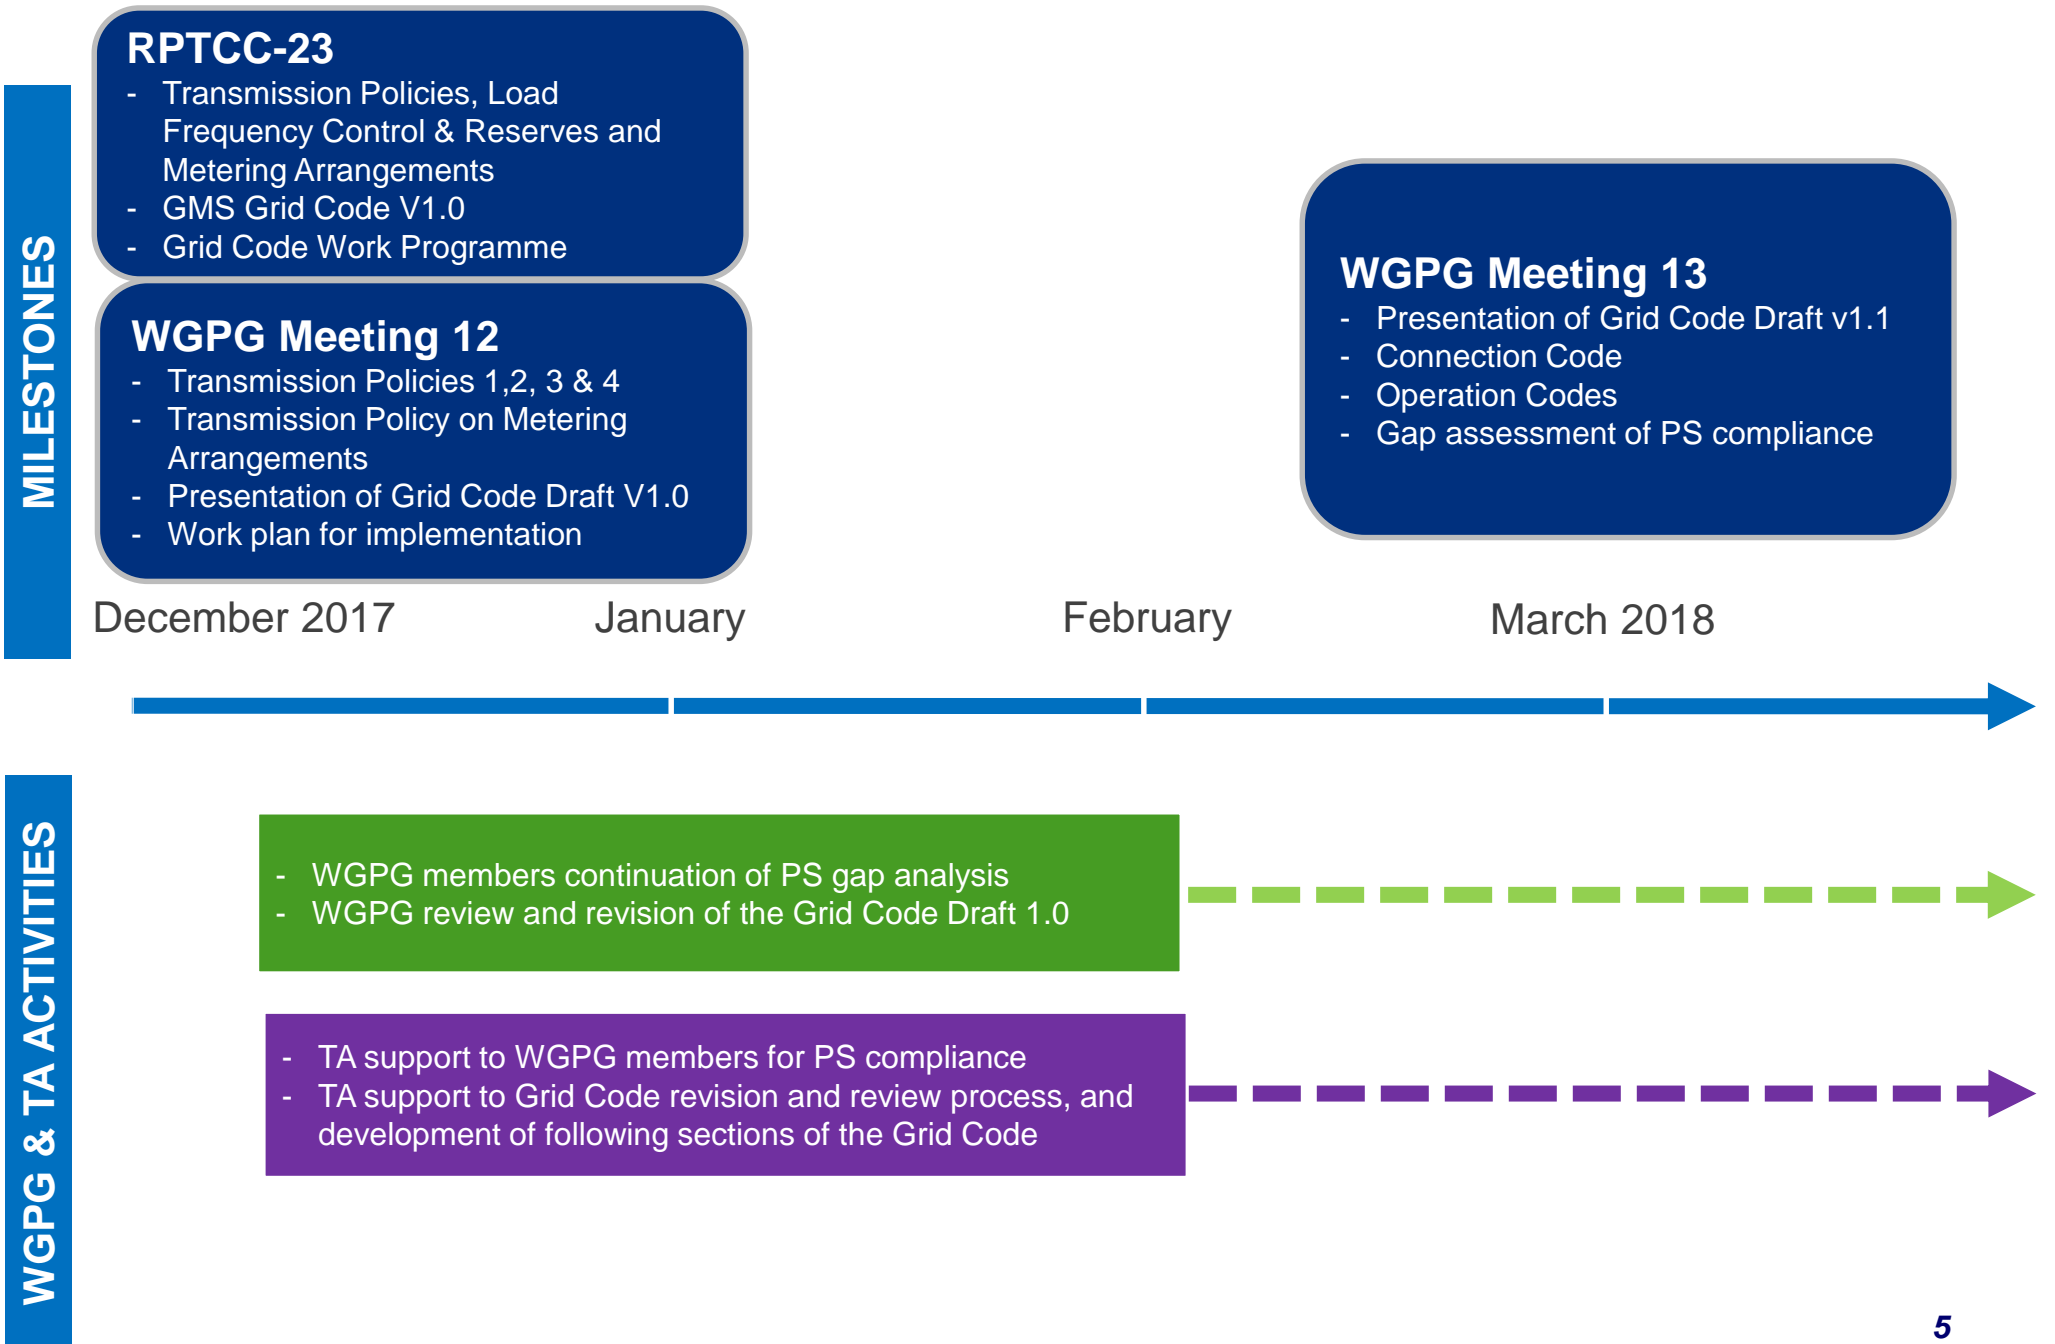 MILESTONES
RPTCC-23
- Transmission Policies, Load
Frequency Control & Reserves and
Metering Arrangements
- GMS Grid Code V1.0
- Grid Code Work Programme
WGPG Meeting 12
- Transmission Policies 1,2, 3 & 4
- Transmission Policy on Metering
Arrangements
- Presentation of Grid Code Draft V1.0
- Work plan for implementation
WGPG Meeting 13
- Presentation of Grid Code Draft v1.1
- Connection Code
- Operation Codes
- Gap assessment of PS compliance
December 2017
January
February
March 2018
WGPG & TA ACTIVITIES
- WGPG members continuation of PS gap analysis
- WGPG review and revision of the Grid Code Draft 1.0
- TA support to WGPG members for PS compliance
- TA support to Grid Code revision and review process, and
development of following sections of the Grid Code
5